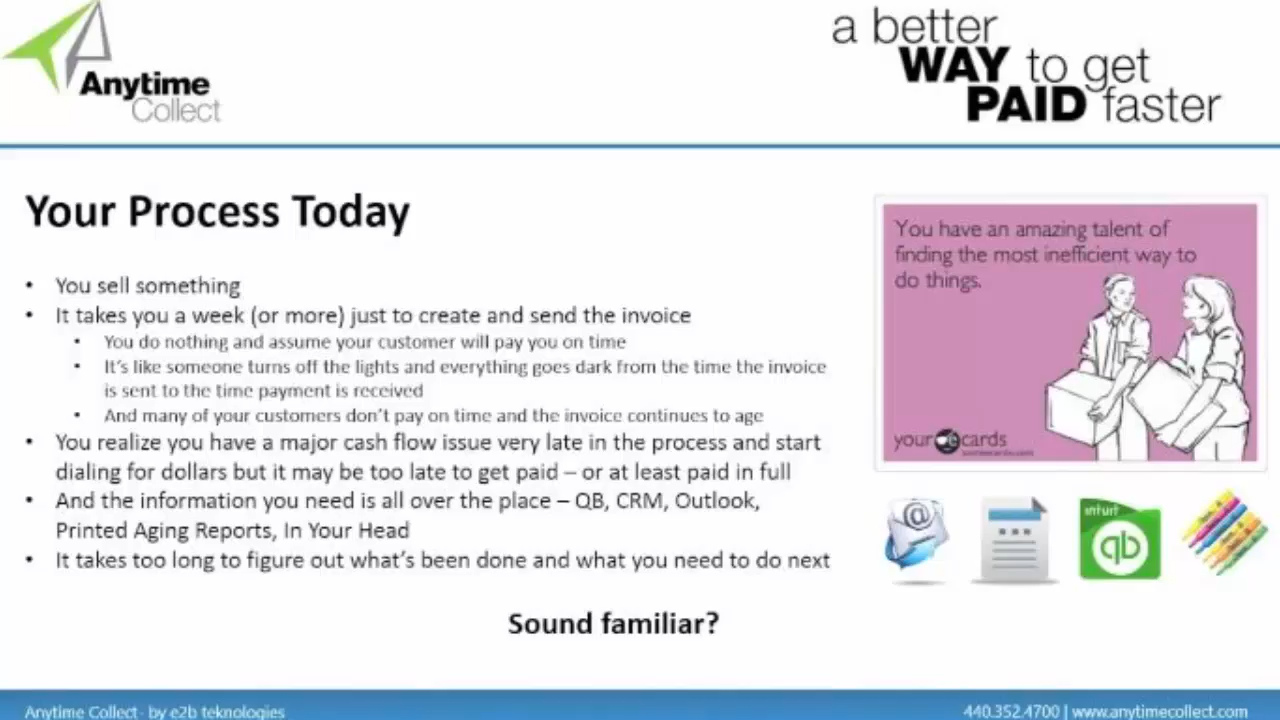 Anytime
Collect
a better
WAY to get
PAID faster
Your Process Today
• You sell something
• It takes you a week (or more) just to create and send the invoice
• You do nothing and assume your customer will pay you on time
• It's like someone turns off the lights and everything goes dark from the time the invoice
is sent to the time payment is received
• And many of your customers don't pay on time and the invoice continues to age
• You realize you have a major cash flow issue very late in the process and start
dialing for dollars but it may be too late to get paid – or at least paid in full
• And the information you need is all over the place – QB, CRM, Outlook,
Printed Aging Reports, In Your Head
• It takes too long to figure out what's been done and what you need to do next
Sound familiar?
You have an amazing talent of
finding the most inefficient way to
do things.
your e cards
someecards.com
@
intuit
qb
Anytime Collect - by e2b teknologies
440.352.4700 | www.anytimecollect.com